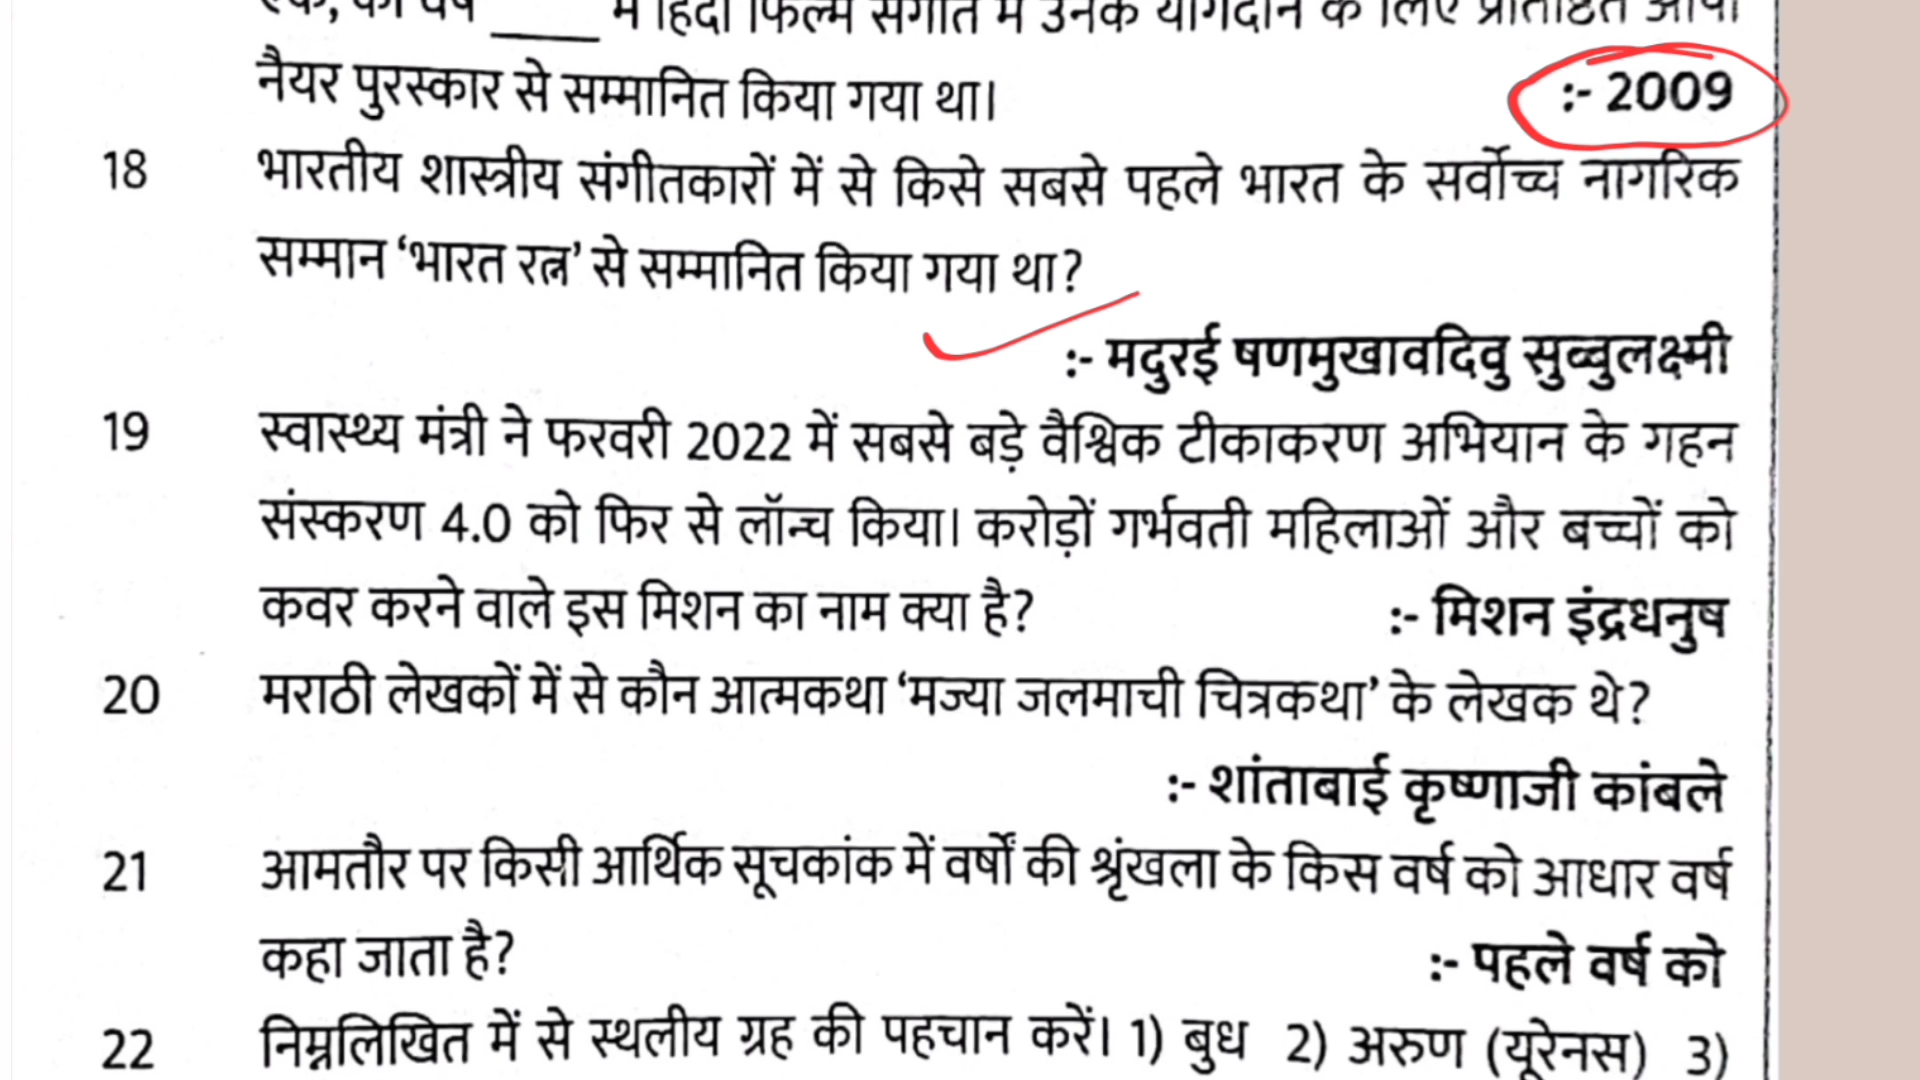 में हिंदी फिल्म संगीत में उनके योगदान के लिए प्रतिष्ठित ओपी
नैयर पुरस्कार से सम्मानित किया गया था। :- 2009
18 भारतीय शास्त्रीय संगीतकारों में से किसे सबसे पहले भारत के सर्वोच्च नागरिक
सम्मान ‘भारत रत्न’ से सम्मानित किया गया था?
:- मदुरई षणमुखावदिवु सुब्बुलक्ष्मी
19 स्वास्थ्य मंत्री ने फरवरी 2022 में सबसे बड़े वैश्विक टीकाकरण अभियान के गहन
संस्करण 4.0 को फिर से लॉन्च किया। करोड़ों गर्भवती महिलाओं और बच्चों को
कवर करने वाले इस मिशन का नाम क्या है? :- मिशन इंद्रधनुष
20 मराठी लेखकों में से कौन आत्मकथा ‘मज्या जलमाची चित्रकथा’ के लेखक थे?
:- शांताबाई कृष्णाजी कांबले
21 आमतौर पर किसी आर्थिक सूचकांक में वर्षों की श्रृंखला के किस वर्ष को आधार वर्ष
कहा जाता है? :- पहले वर्ष को
22 निम्नलिखित में से स्थलीय ग्रह की पहचान करें। 1) बुध 2) अरुण (यूरेनस) 3)